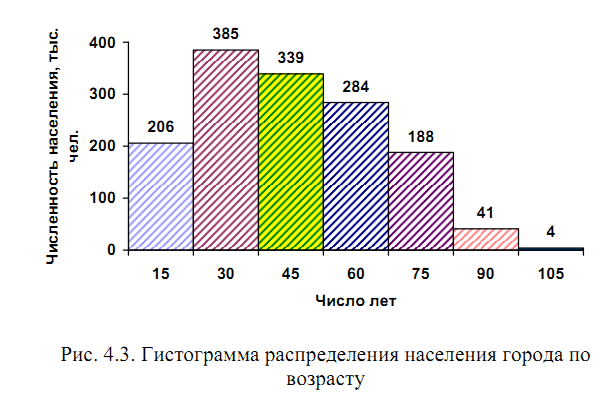 Численность населения, тыс.
чел.
400
300
200
100
0
206
385
339
284
188
41
4
15 30 45 60 75 90 105
Число лет
Рис. 4.3. Гистограмма распределения населения города по
возрасту